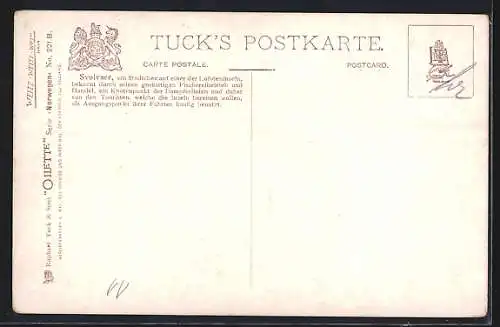 TUCK'S POSTKARTE.
CARTE POSTALE.
POSTCARD.
Svolvaer, ein Städtchen auf einer der Lofoteninseln,
bekannt durch seinen großartigen Fischereibetrieb und
Handel, ein Knotenpunkt der Dampferlinien und daher
von den Touristen, welche die Inseln bereisen wollen,
als Ausgangspunkt ihrer Fahrten häufig benutzt.
Raphael Tuck & Sons' "OILETTE" Serie »Norwegen« No. 221 B.